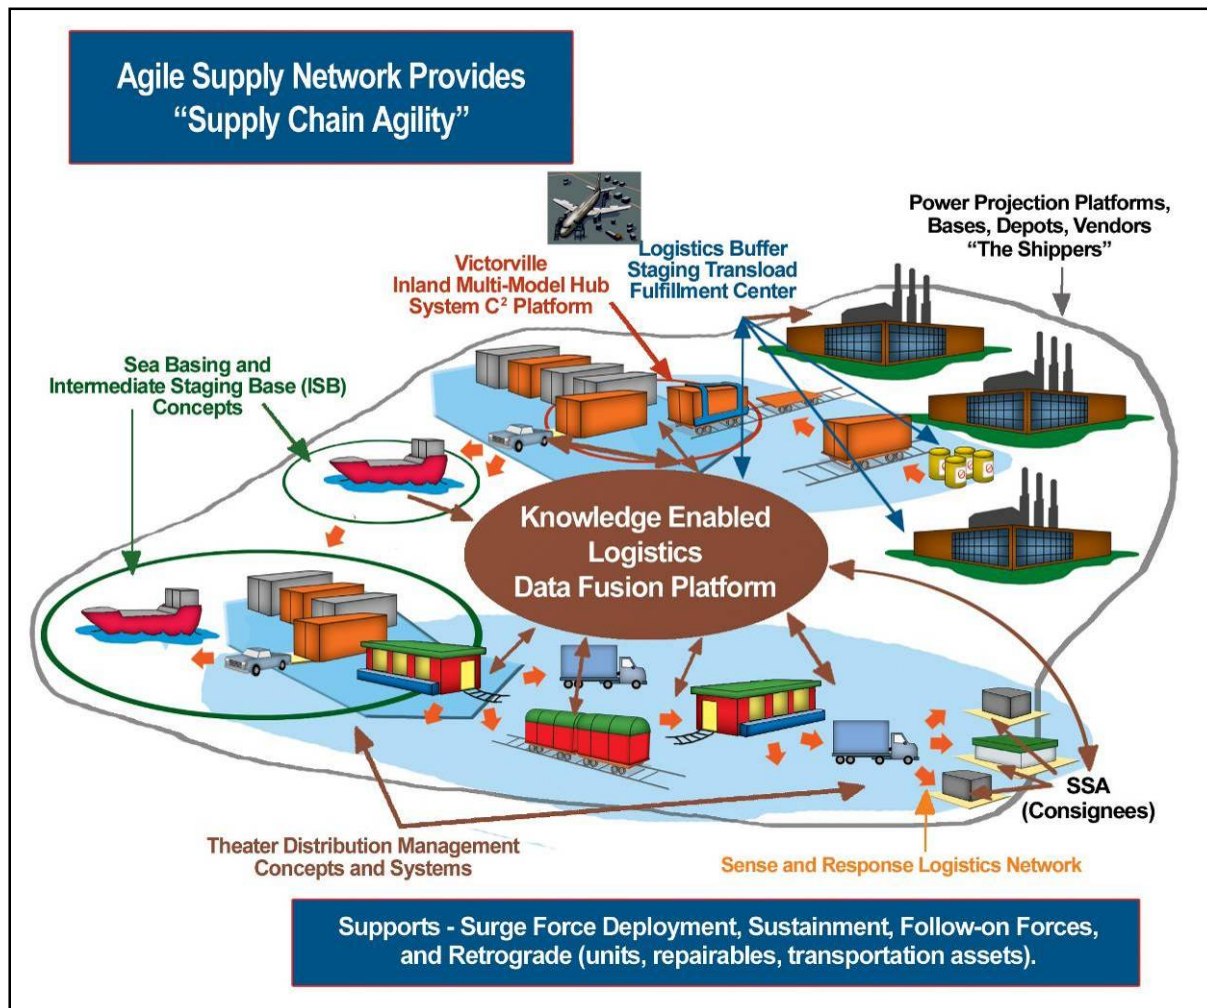 Agile Supply Network Provides
“Supply Chain Agility”
Power Projection Platforms,
Bases, Depots, Vendors
“The Shippers”
Logistics Buffer
Staging Transload
Fulfillment Center
Victorville
Inland Multi-Model Hub
System C² Platform
Sea Basing and
Intermediate Staging Base (ISB)
Concepts
Knowledge Enabled
Logistics
Data Fusion Platform
SSA
(Consignees)
Theater Distribution Management
Concepts and Systems
Sense and Response Logistics Network
Supports - Surge Force Deployment, Sustainment, Follow-on Forces,
and Retrograde (units, repairables, transportation assets).